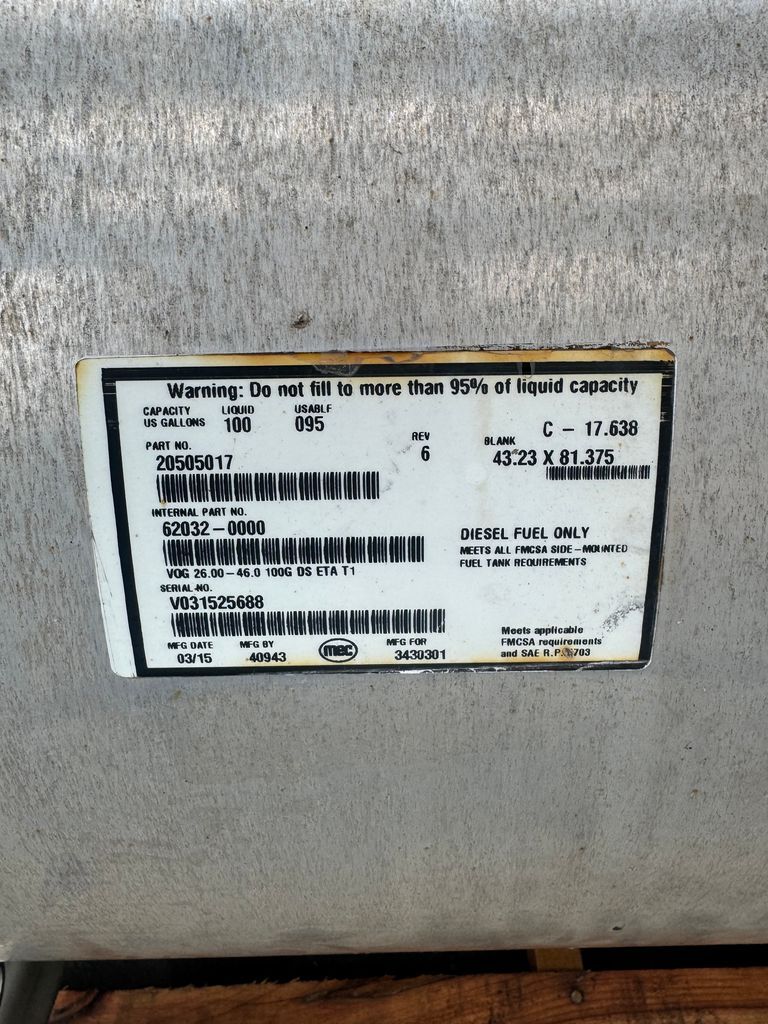 Warning: Do not fill to more than 95% of liquid capacity
CAPACITY US GALLONS
LIQUID 100
USABLE 095
REV 6
BLANK
C - 17.638
43.23 X 81.375
PART NO.
20505017
INTERNAL PART NO.
62032-0000
VOG 26.00-46.0 100G DS ETA T1
DIESEL FUEL ONLY
MEETS ALL FMCSA SIDE-MOUNTED
FUEL TANK REQUIREMENTS
SERIAL NO.
V031525688
MFG DATE
03/15
MFG BY
40943
mec
MFG FOR
3430301
Meets applicable
FMCSA requirements
and SAE R.P. 703